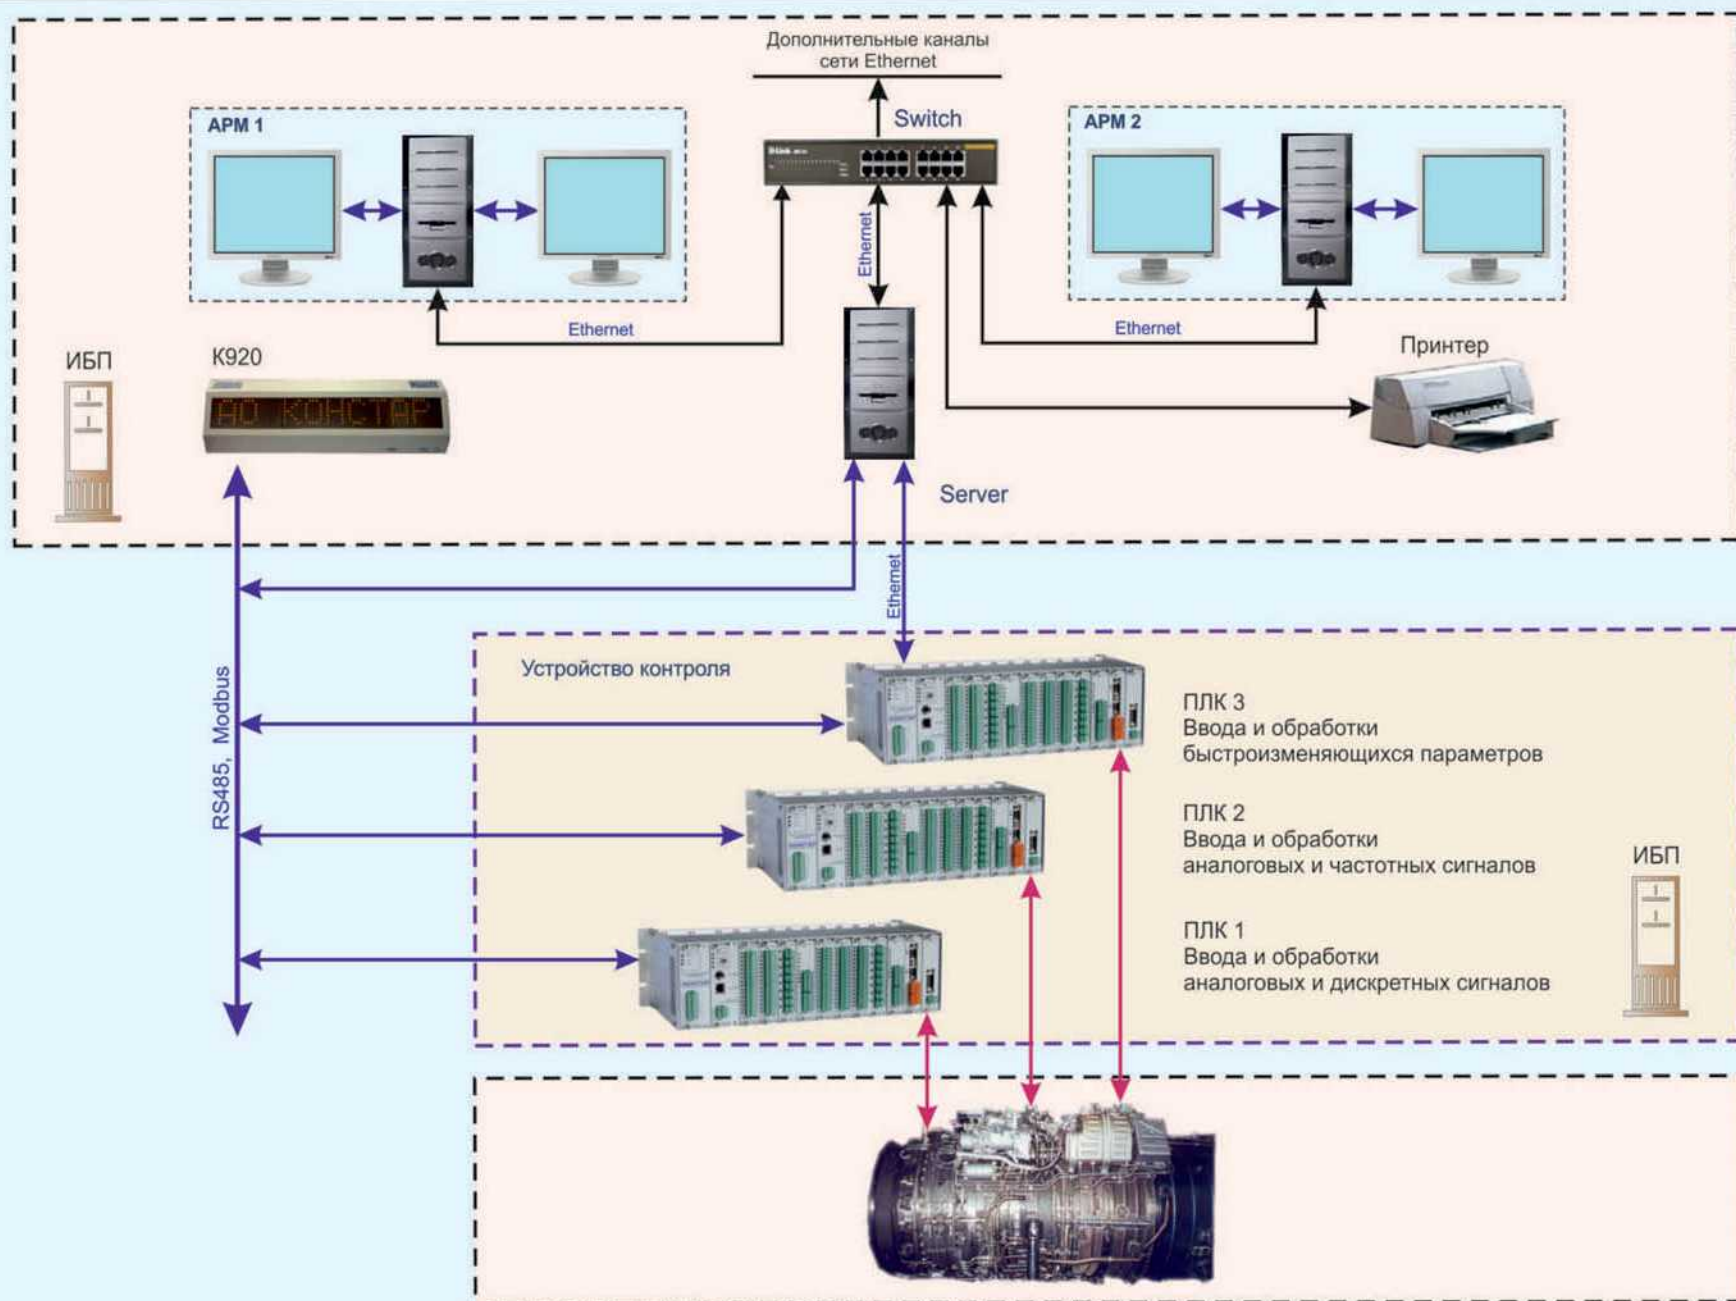 Дополнительные каналы
сети Ethernet
АРМ 1
Switch
АРМ 2
D-Link
Ethernet
Ethernet
Ethernet
ИБП
К920
Принтер
АО КОНСТАР
Server
Ethernet
Устройство контроля
RS485, Modbus
ПЛК 3
Ввода и обработки
быстроизменяющихся параметров
ПЛК 2
Ввода и обработки
аналоговых и частотных сигналов
ИБП
ПЛК 1
Ввода и обработки
аналоговых и дискретных сигналов